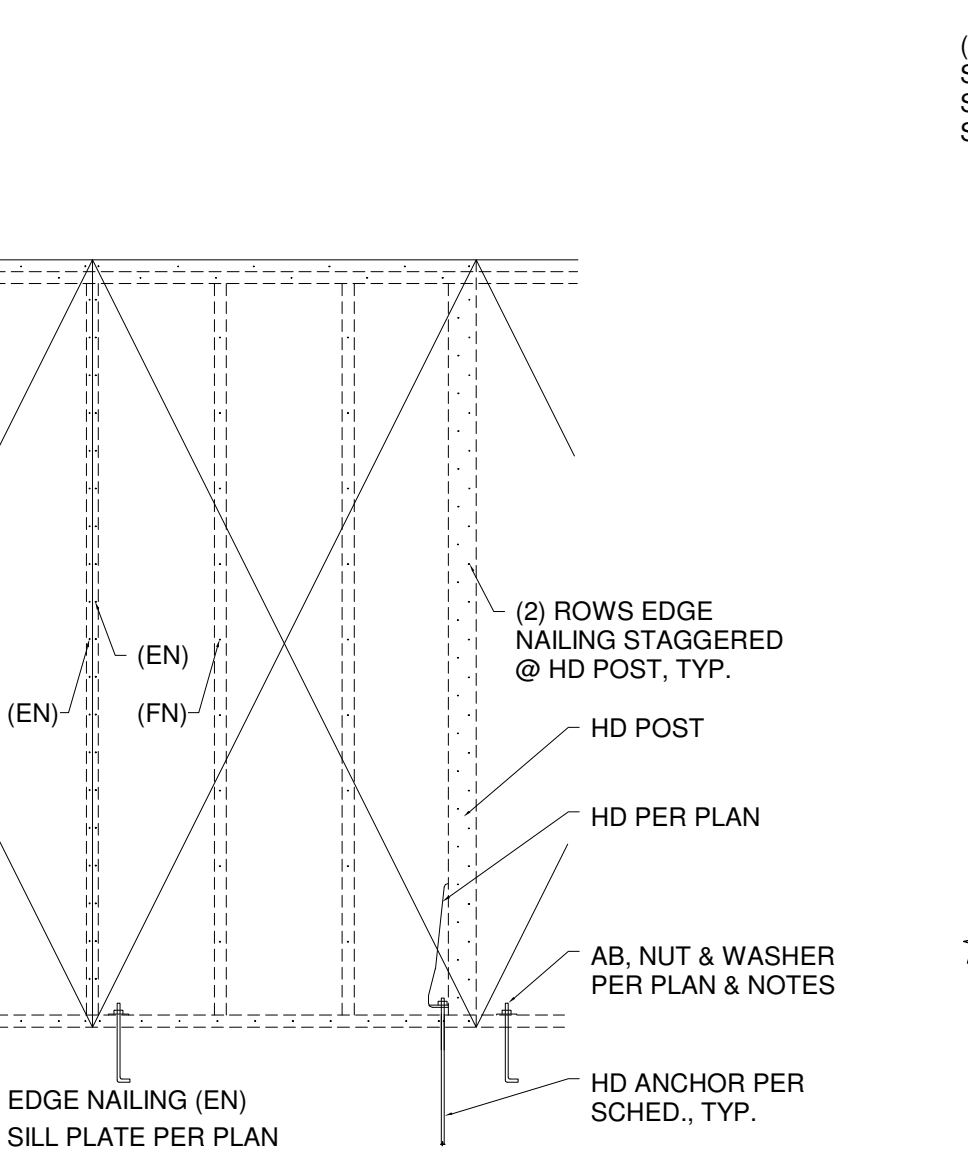 (2) ROWS EDGE
NAILING STAGGERED
@ HD POST, TYP.
(EN)
(EN)
(FN)
HD POST
HD PER PLAN
AB, NUT & WASHER
PER PLAN & NOTES
HD ANCHOR PER
SCHED., TYP.
EDGE NAILING (EN)
SILL PLATE PER PLAN